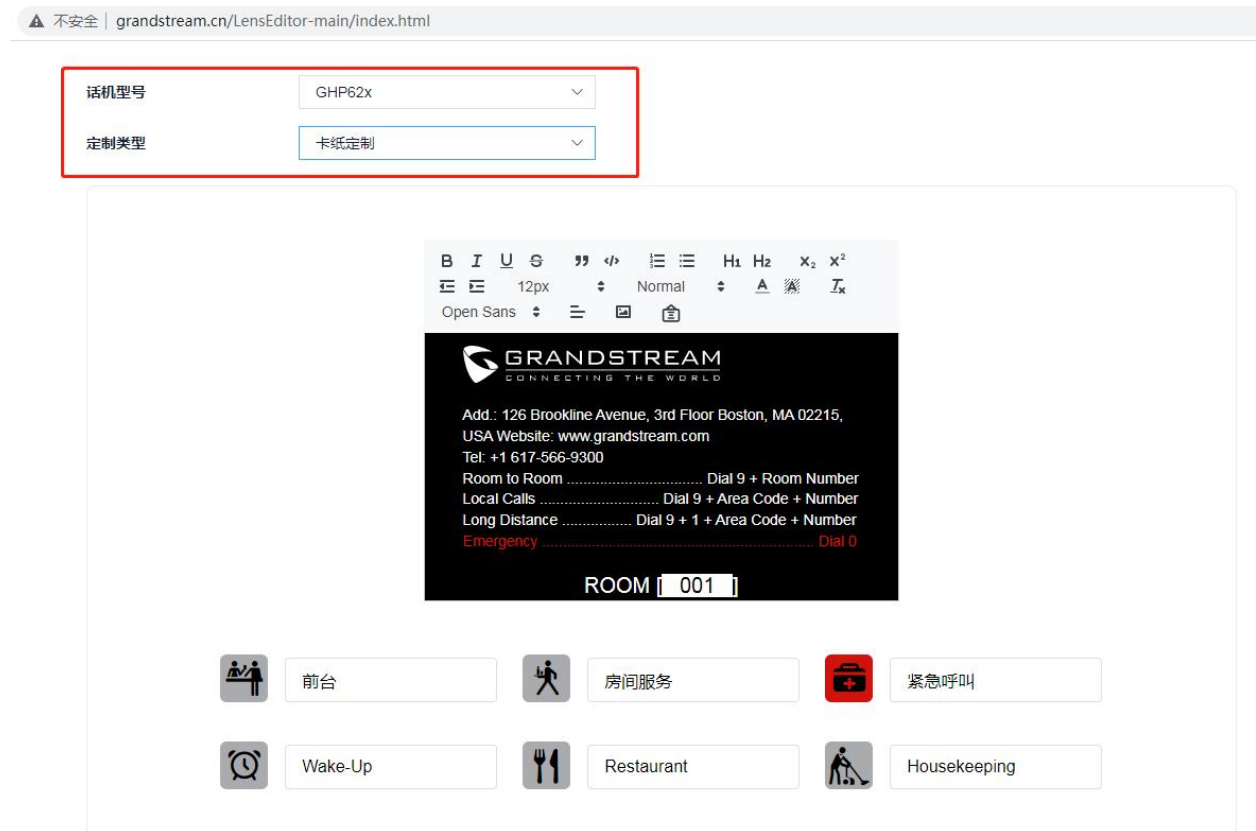 不安全 | grandstream.cn/LensEditor-main/index.html
话机型号 GHP62x
定制类型 卡纸定制
B I U S ” </> H1 H2 X2 X²
12px Normal A A Tx
Open Sans
GRANDSTREAM
CONNECTING THE WORLD
Add.: 126 Brookline Avenue, 3rd Floor Boston, MA 02215,
USA Website: www.grandstream.com
Tel: +1 617-566-9300
Room to Room ................................. Dial 9 + Room Number
Local Calls ............................. Dial 9 + Area Code + Number
Long Distance ................. Dial 9 + 1 + Area Code + Number
Emergency .................................................................. Dial 0
ROOM [ 001 ]
前台 房间服务 紧急呼叫
Wake-Up Restaurant Housekeeping